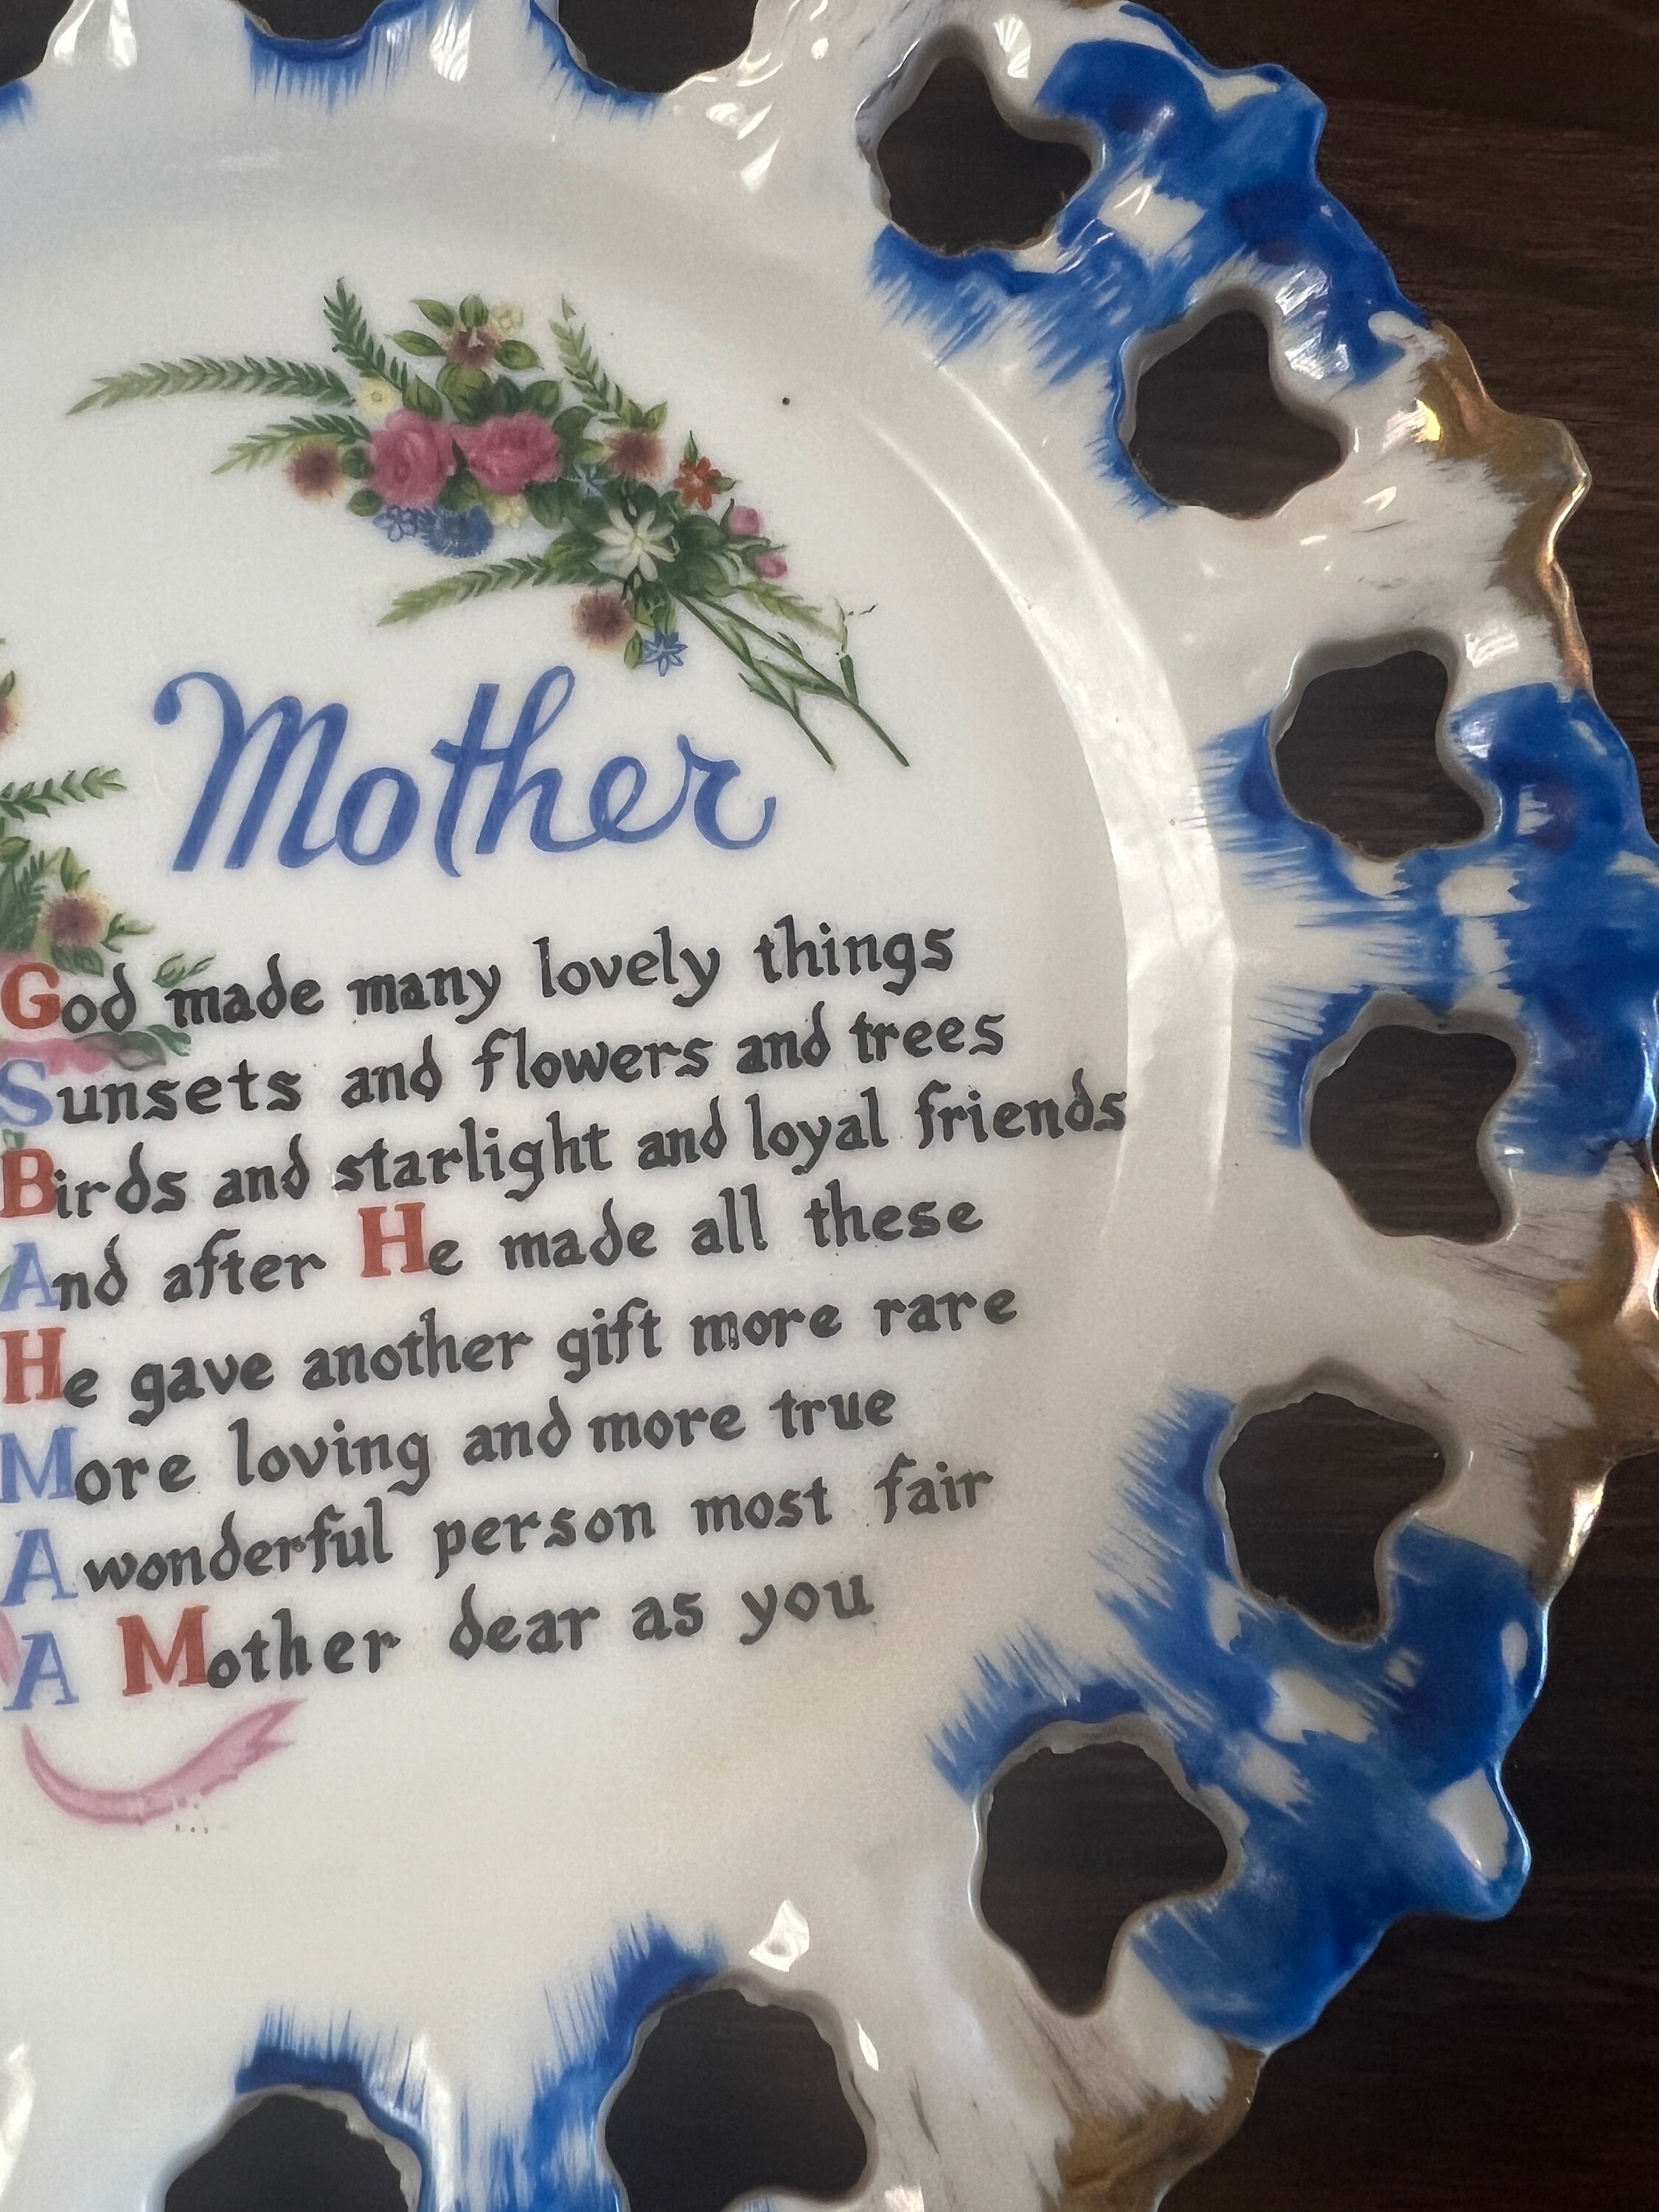 Mother
God made many lovely things
Sunsets and flowers and trees
Birds and starlight and loyal friends
And after He made all these
He gave another gift more rare
More loving and more true
A wonderful person most fair
A Mother dear as you